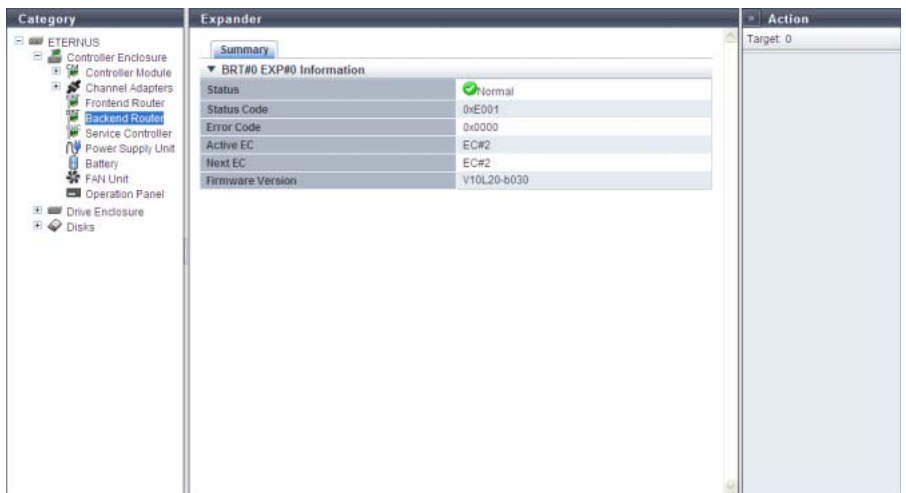 Category
ETERNUS
Controller Enclosure
Controller Module
Channel Adapters
Frontend Router
Backend Router
Service Controller
Power Supply Unit
Battery
FAN Unit
Operation Panel
Drive Enclosure
Disks
Expander
Summary
BRT#0 EXP#0 Information
Status Normal
Status Code 0xE001
Error Code 0x0000
Active EC EC#2
Next EC EC#2
Firmware Version V10L20-b030
Action
Target: 0